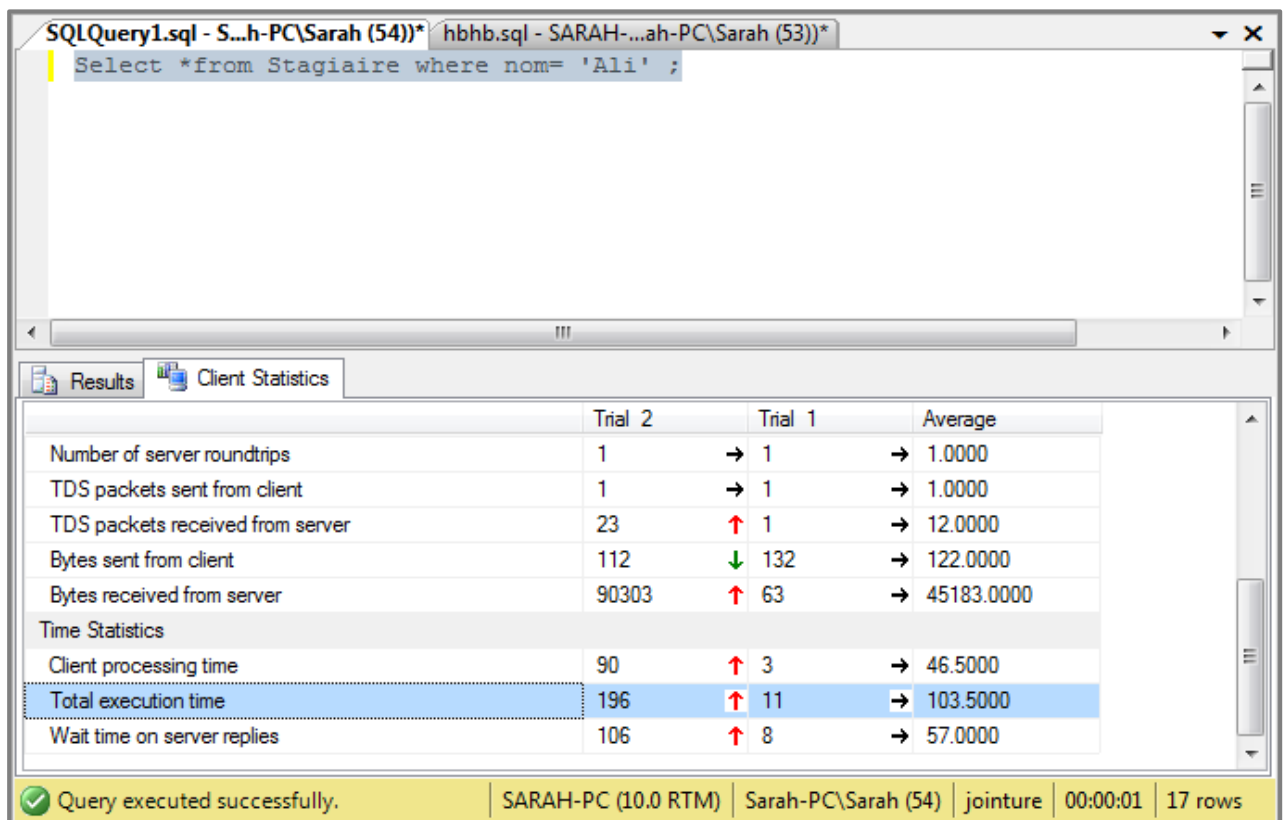 SQLQuery1.sql - S...h-PC\Sarah (54))* hbhb.sql - SARAH-...ah-PC\Sarah (53))*
Select *from Stagiaire where nom= 'Ali' ;
Results Client Statistics
Trial 2 Trial 1 Average
Number of server roundtrips 1 → 1 → 1.0000
TDS packets sent from client 1 → 1 → 1.0000
TDS packets received from server 23 ↑ 1 → 12.0000
Bytes sent from client 112 ↓ 132 → 122.0000
Bytes received from server 90303 ↑ 63 → 45183.0000
Time Statistics
Client processing time 90 ↑ 3 → 46.5000
Total execution time 196 ↑ 11 → 103.5000
Wait time on server replies 106 ↑ 8 → 57.0000
Query executed successfully. SARAH-PC (10.0 RTM) Sarah-PC\Sarah (54) jointure 00:00:01 17 rows